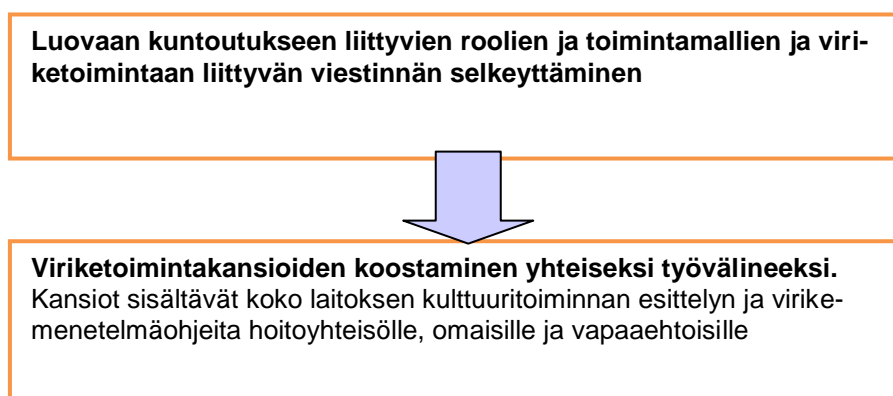 Luovaan kuntoutukseen liittyvien roolien ja toimintamallien ja viri-
ketoimintaan liittyvän viestinnän selkeyttäminen
Viriketoimintakansioiden koostaminen yhteiseksi työvälineeksi.
Kansiot sisältävät koko laitoksen kulttuuritoiminnan esittelyn ja virike-
menetelmäohjeita hoitoyhteisölle, omaisille ja vapaaehtoisille